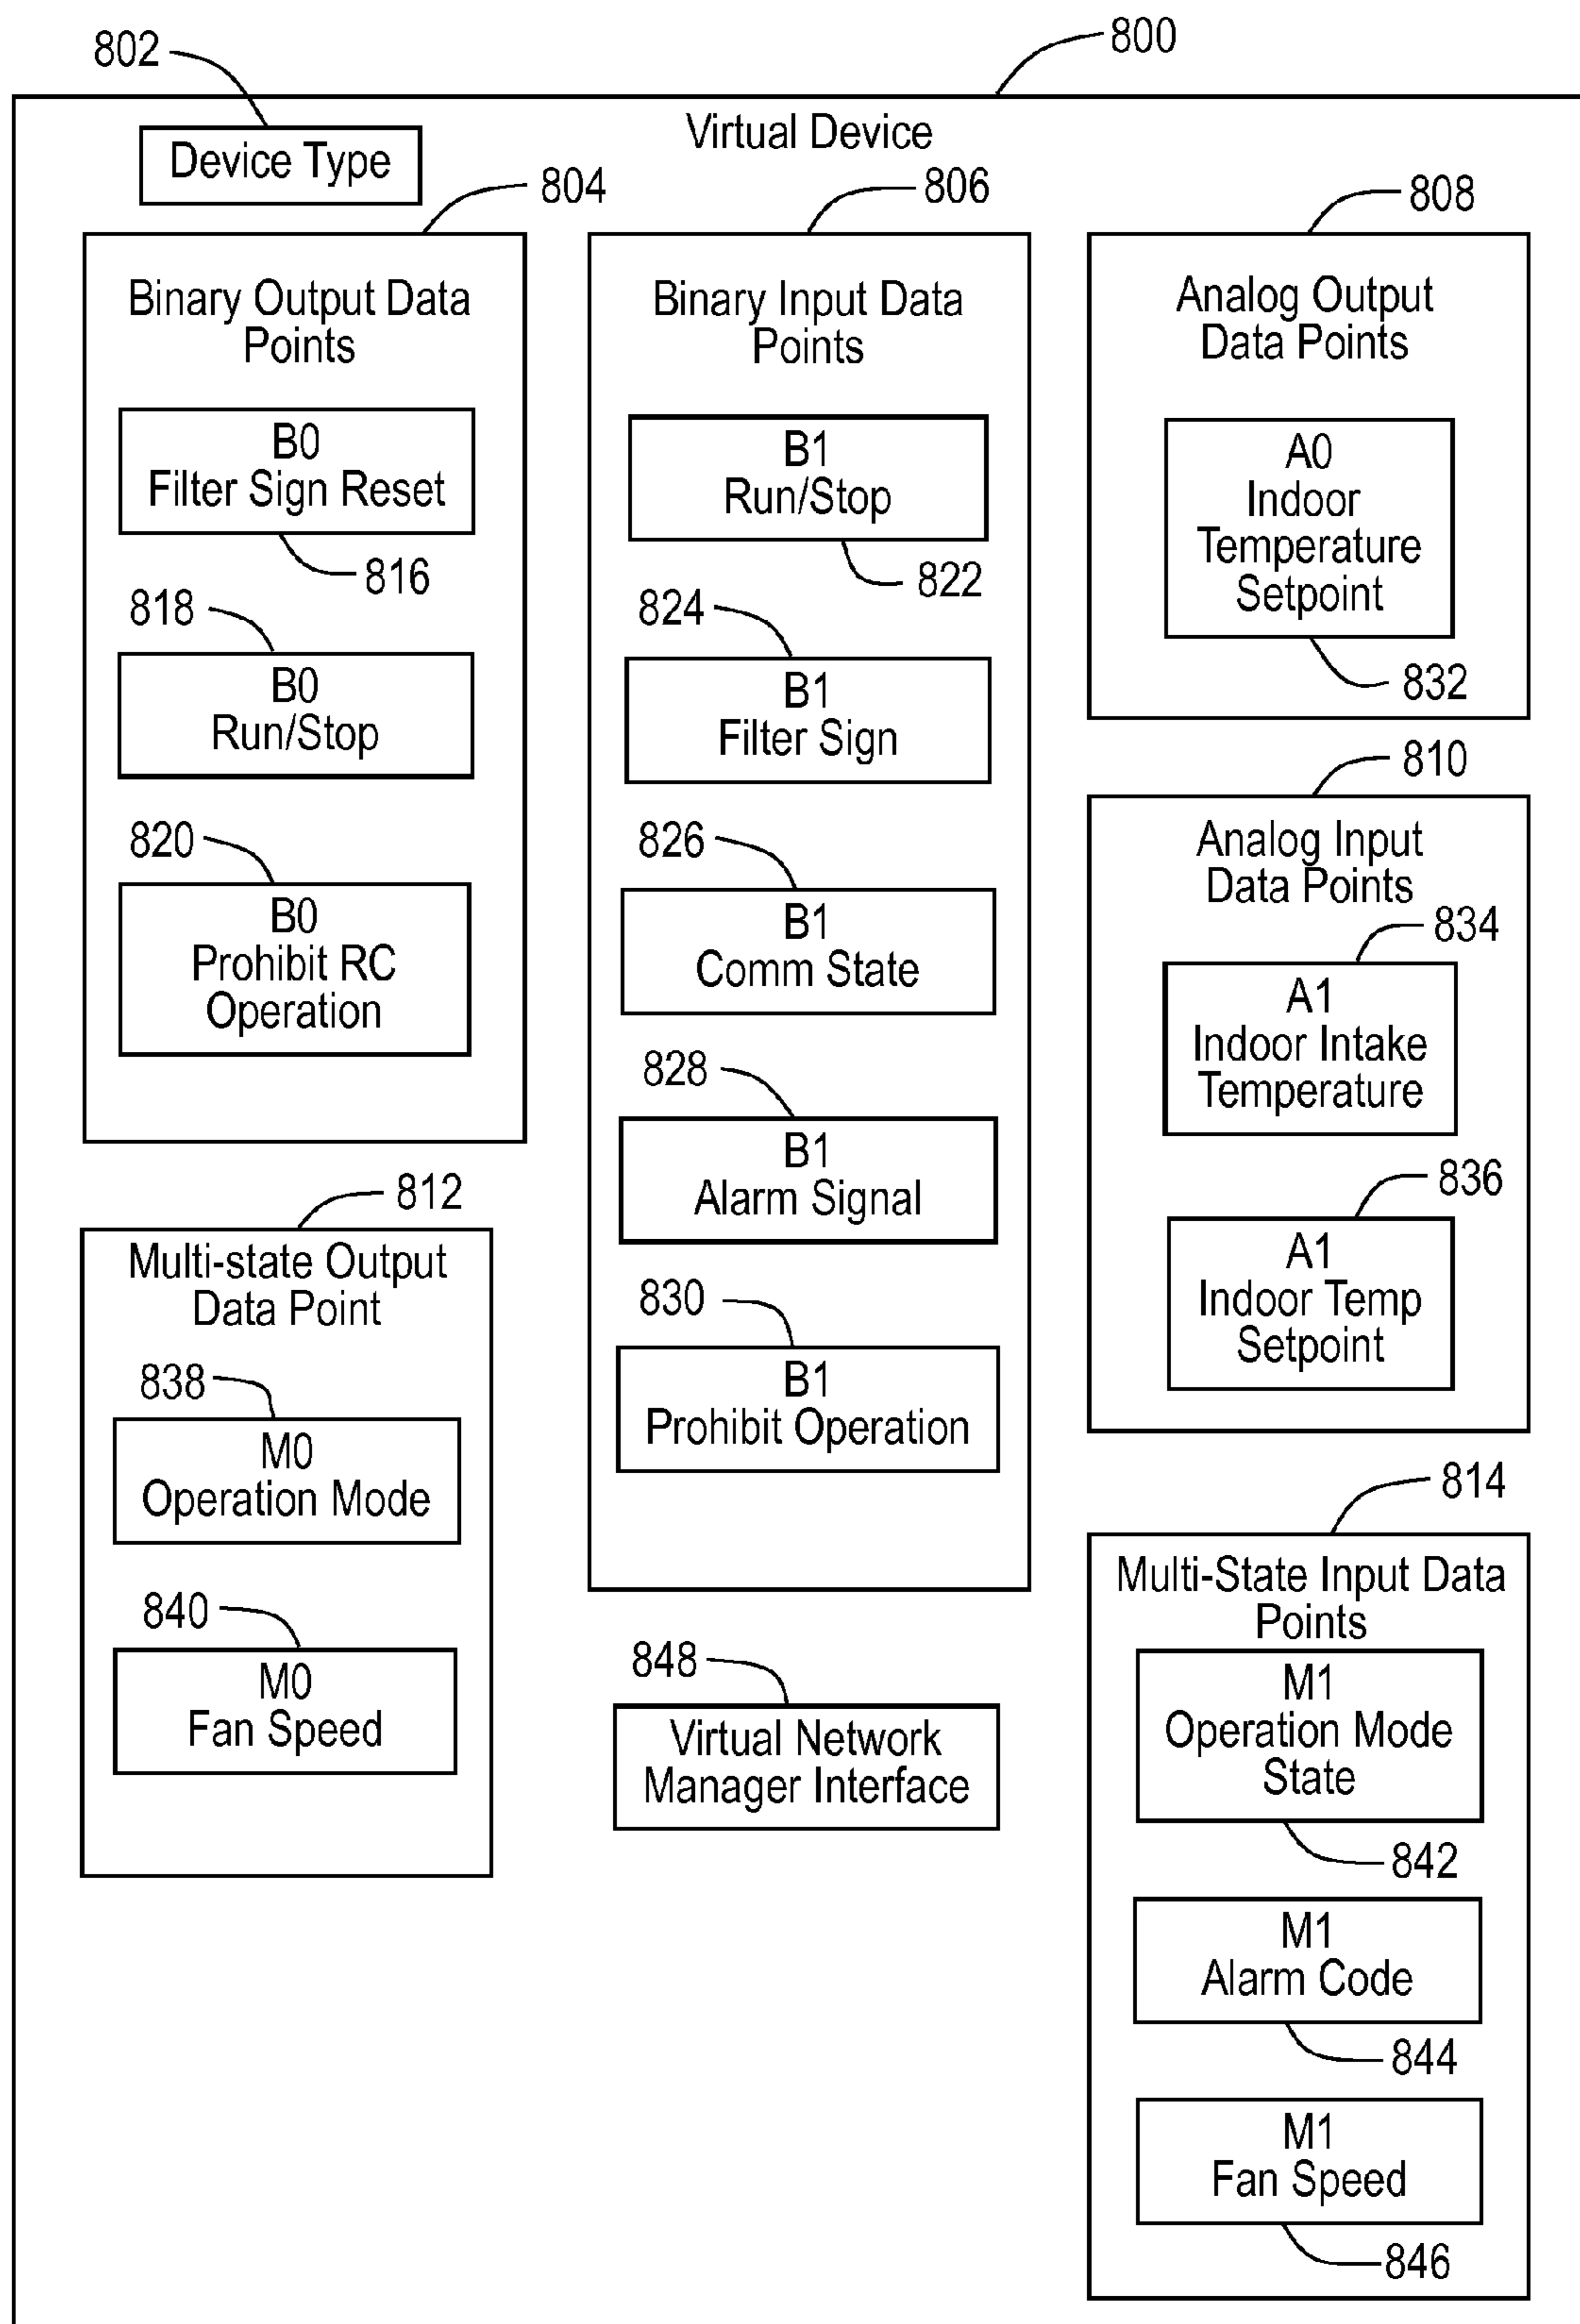 802
800
Virtual Device
Device Type
804
806
808
Binary Output Data
Points
B0
Filter Sign Reset
816
818
B0
Run/Stop
820
B0
Prohibit RC
Operation
Binary Input Data
Points
B1
Run/Stop
822
824
B1
Filter Sign
826
B1
Comm State
828
B1
Alarm Signal
830
B1
Prohibit Operation
Analog Output
Data Points
A0
Indoor
Temperature
Setpoint
832
810
Analog Input
Data Points
834
A1
Indoor Intake
Temperature
836
A1
Indoor Temp
Setpoint
812
Multi-state Output
Data Point
838
M0
Operation Mode
840
M0
Fan Speed
848
Virtual Network
Manager Interface
814
Multi-State Input Data
Points
M1
Operation Mode
State
842
M1
Alarm Code
844
M1
Fan Speed
846